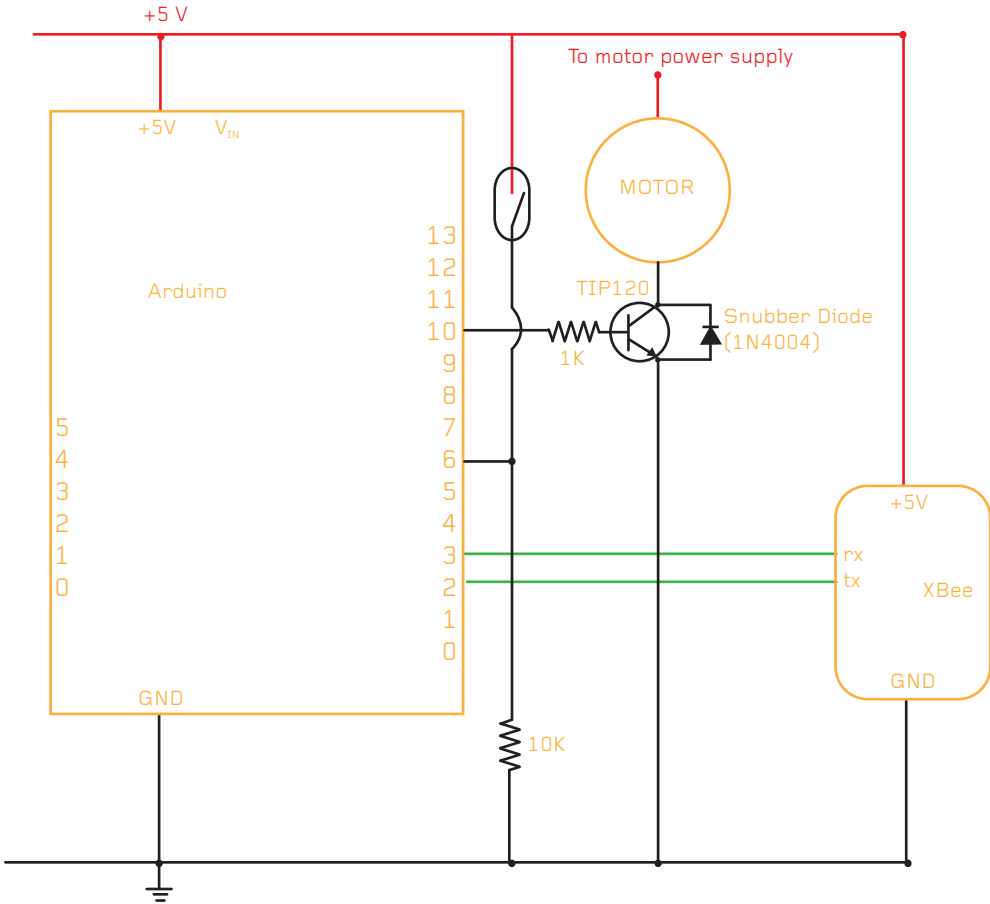 +5 V
To motor power supply
+5V
VIN
MOTOR
13
12
11
10
9
8
7
6
5
4
3
2
1
0
Arduino
5
4
3
2
1
0
TIP120
Snubber Diode
(1N4004)
1K
+5V
rx
tx
XBee
GND
GND
10K